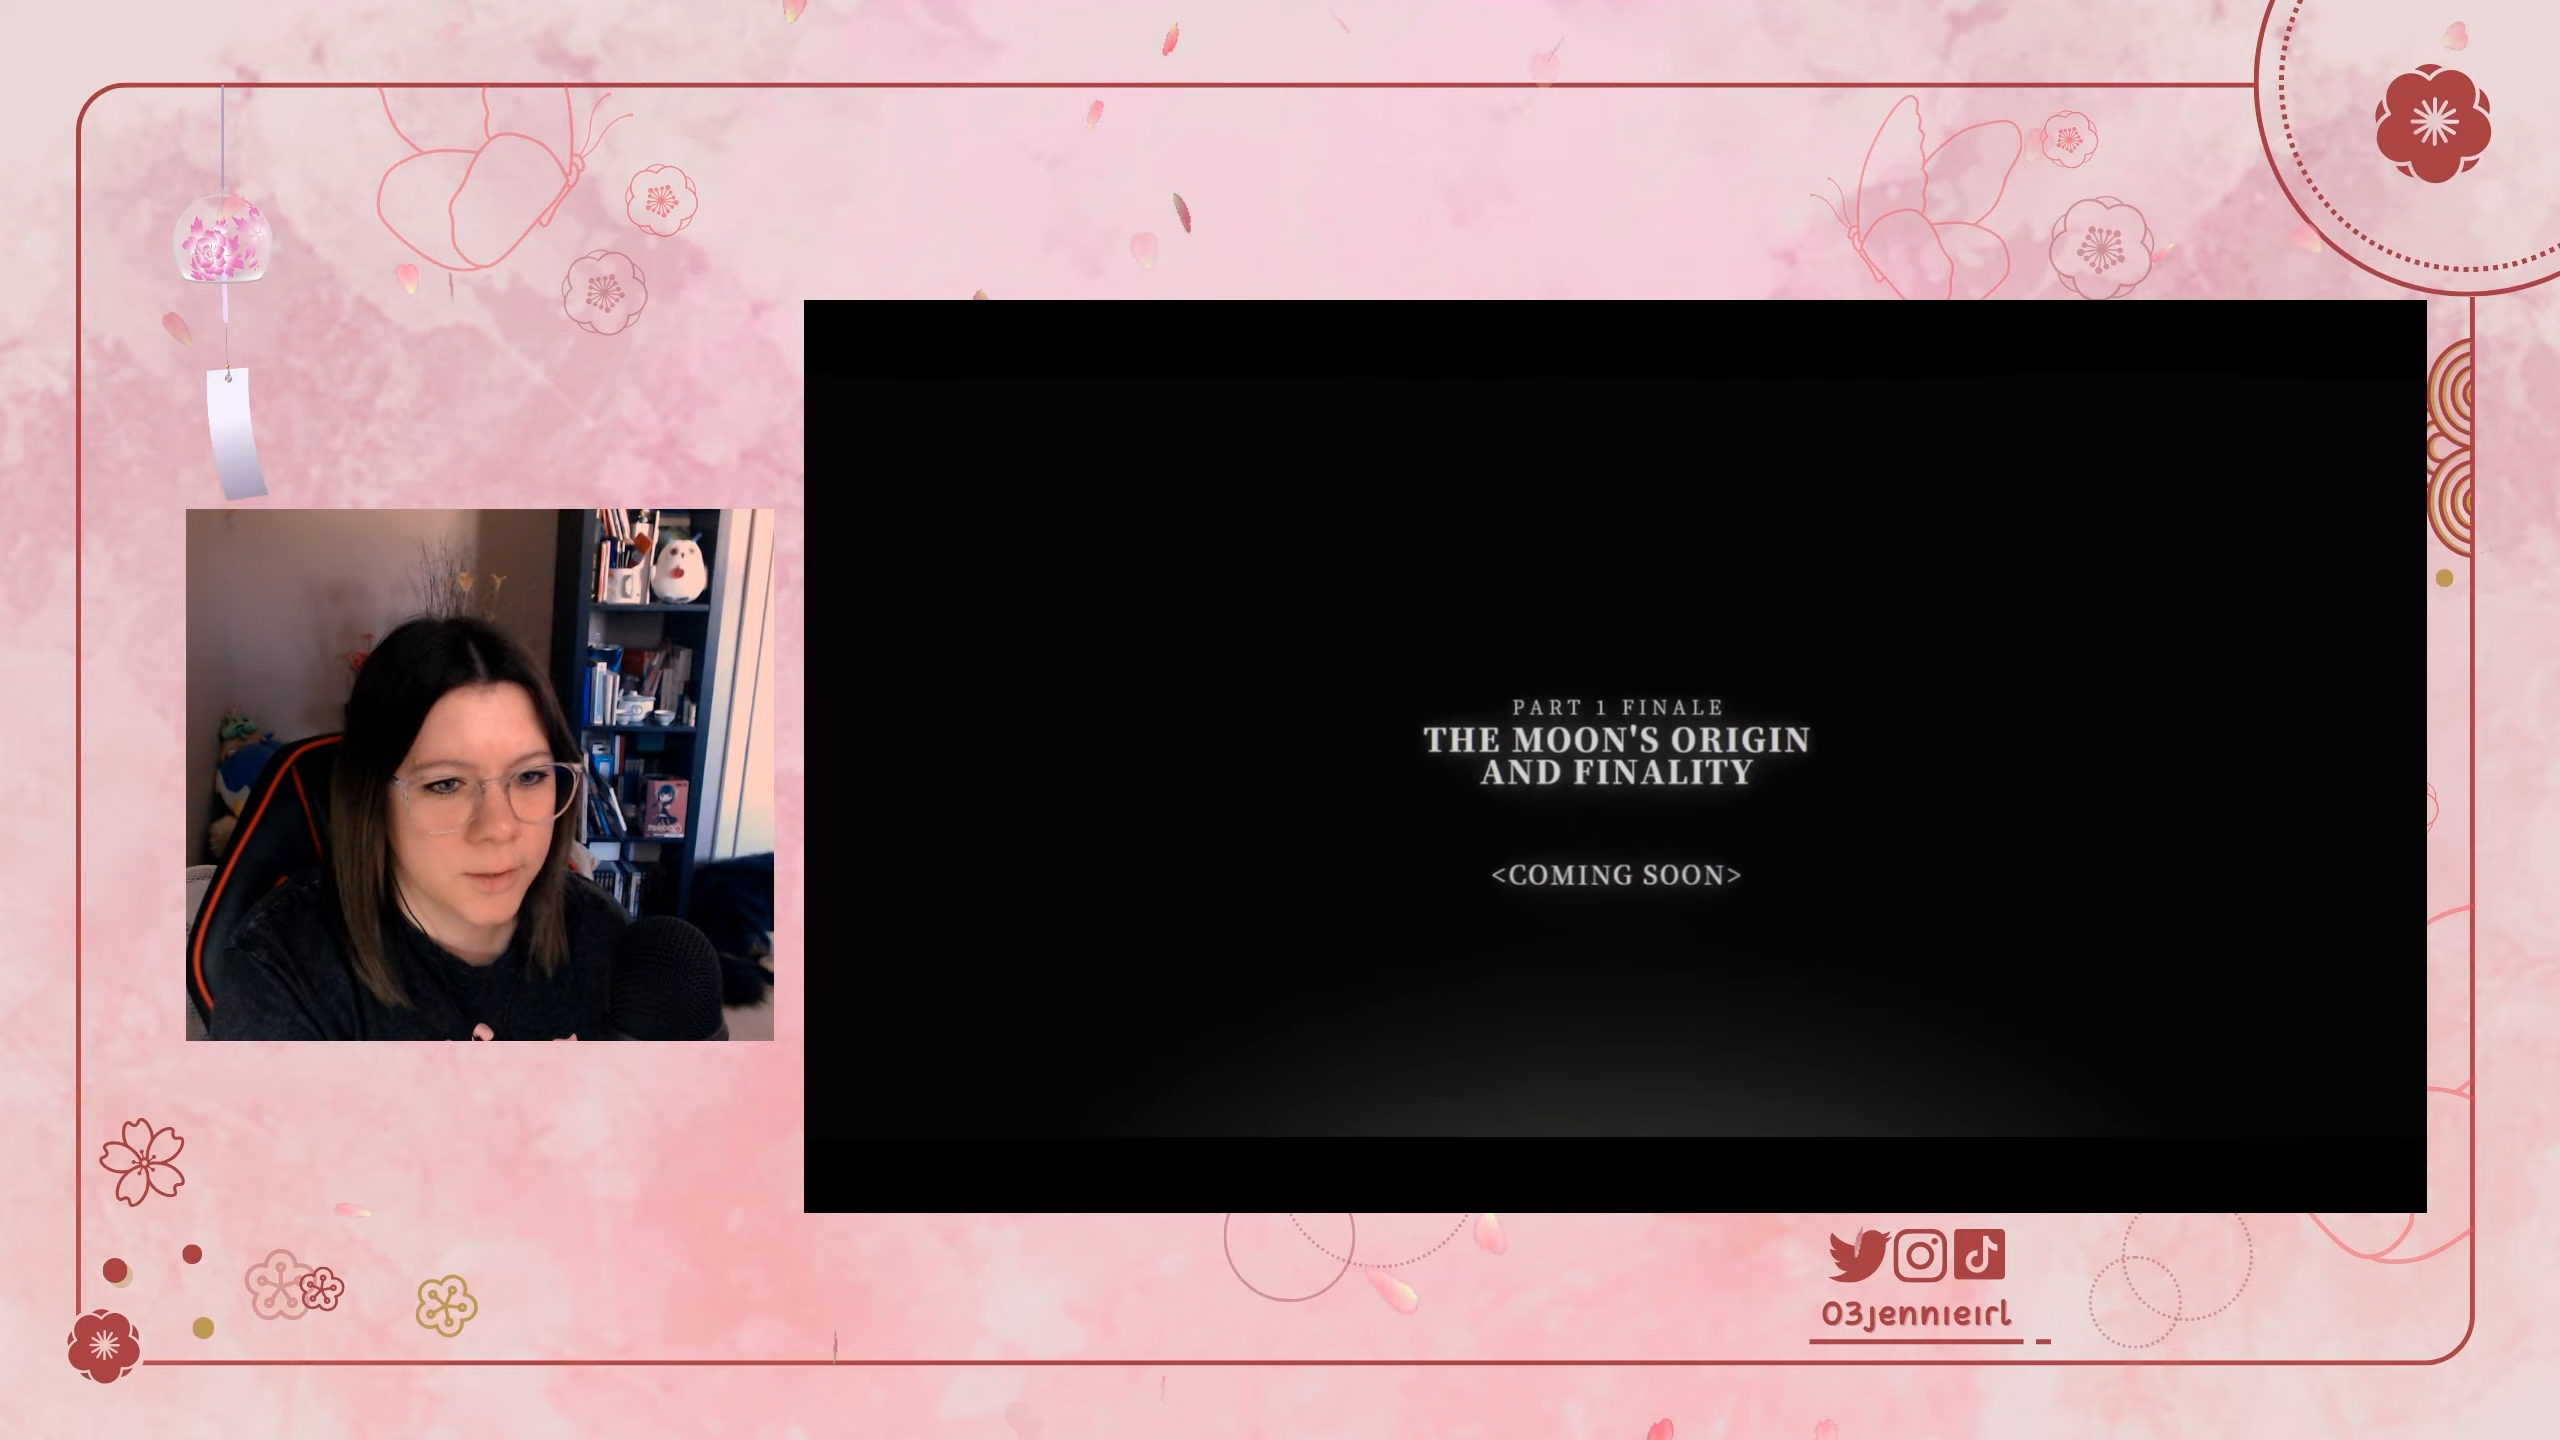 PART 1 FINALE
THE MOON'S ORIGIN
AND FINALITY
<COMING SOON>
03jennieirl